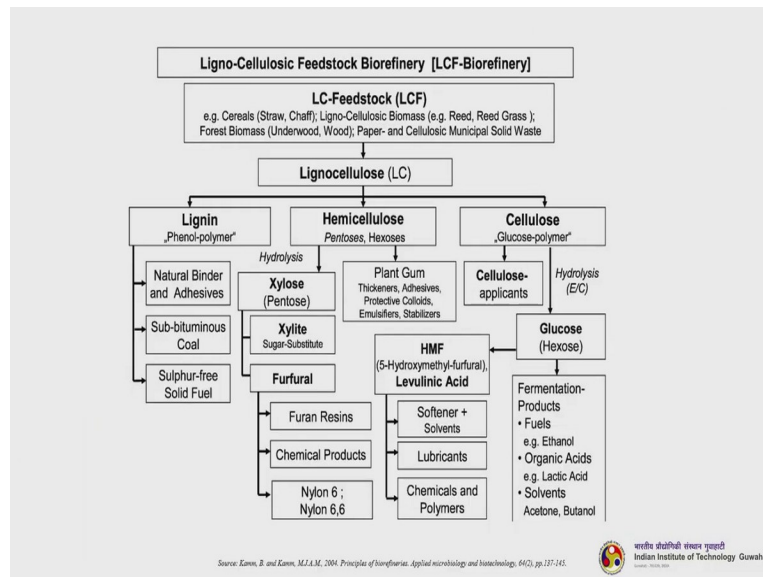 Ligno-Cellulosic Feedstock Biorefinery [LCF-Biorefinery]
LC-Feedstock (LCF)
e.g. Cereals (Straw, Chaff); Ligno-Cellulosic Biomass (e.g. Reed, Reed Grass );
Forest Biomass (Underwood, Wood); Paper- and Cellulosic Municipal Solid Waste
Lignocellulose (LC)
Lignin
„Phenol-polymer“
Natural Binder
and Adhesives
Sub-bituminous
Coal
Sulphur-free
Solid Fuel
Hemicellulose
Pentoses, Hexoses
Hydrolysis
Xylose
(Pentose)
Xylite
Sugar-Substitute
Furfural
Furan Resins
Chemical Products
Nylon 6 ;
Nylon 6,6
Plant Gum
Thickeners, Adhesives,
Protective Colloids,
Emulsifiers, Stabilizers
Cellulose
„Glucose-polymer“
Cellulose-
applicants
Hydrolysis
(E/C)
Glucose
(Hexose)
HMF
(5-Hydroxymethyl-furfural),
Levulinic Acid
Softener +
Solvents
Lubricants
Chemicals and
Polymers
Fermentation-
Products
• Fuels
e.g. Ethanol
• Organic Acids
e.g. Lactic Acid
• Solvents
Acetone, Butanol
Source: Kamm, B. and Kamm, M.J.A.M., 2004. Principles of biorefineries. Applied microbiology and biotechnology, 64(2), pp.137-145.
भारतीय प्रौद्योगिकी संस्थान गुवाहाटी
Indian Institute of Technology Guwah